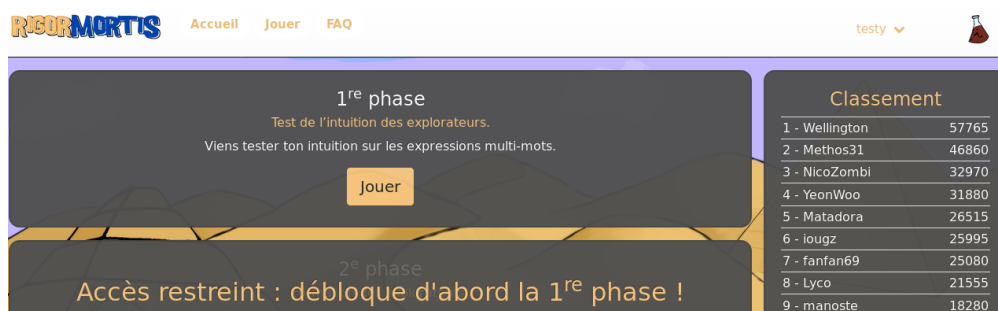 RIGORMORTIS
Accueil Jouer FAQ
testy
1re phase
Test de l’intuition des explorateurs.
Viens tester ton intuition sur les expressions multi-mots.
Jouer
2e phase
Accès restreint : débloque d'abord la 1re phase !
Classement
1 - Wellington 57765
2 - Methos31 46860
3 - NicoZombi 32970
4 - YeonWoo 31880
5 - Matadora 26515
6 - iougz 25995
7 - fanfan69 25080
8 - Lyco 21555
9 - manoste 18280